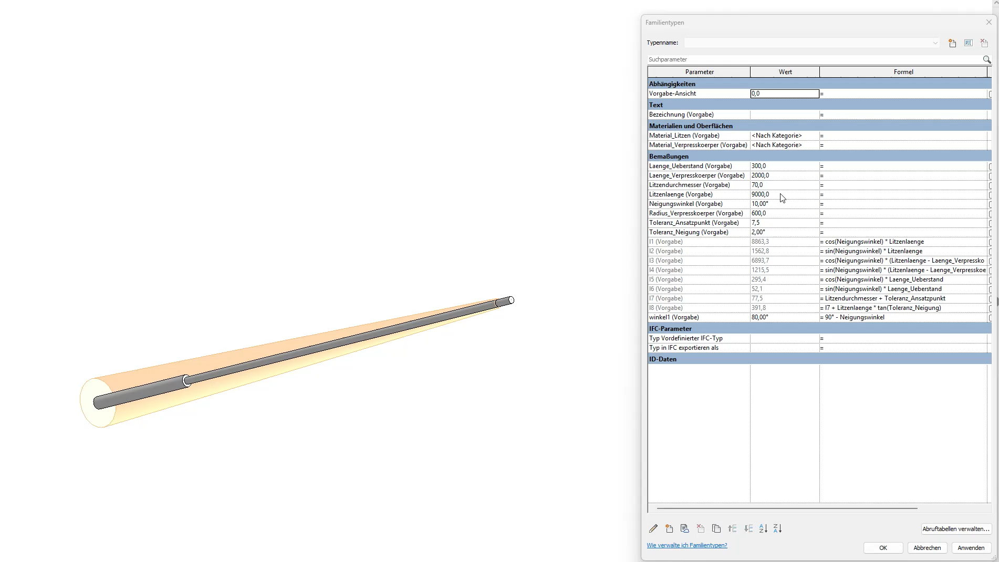 Familientypen
Typenname:
Suchparameter
Parameter Wert Formel
Abhängigkeiten
Vorgabe-Ansicht 0,0 =
Text
Bezeichnung (Vorgabe) =
Materialien und Oberflächen
Material_Litzen (Vorgabe) <Nach Kategorie> =
Material_Verpresskoerper (Vorgabe) <Nach Kategorie> =
Bemaßungen
Laenge_Ueberstand (Vorgabe) 300,0 =
Laenge_Verpresskoerper (Vorgabe) 2000,0 =
Litzendurchmesser (Vorgabe) 70,0 =
Litzenlaenge (Vorgabe) 9000,0 =
Neigungswinkel (Vorgabe) 10,00° =
Radius_Verpresskoerper (Vorgabe) 600,0 =
Toleranz_Ansatzpunkt (Vorgabe) 7,5 =
Toleranz_Neigung (Vorgabe) 2,00° =
l1 (Vorgabe) 8863,3 = cos(Neigungswinkel) * Litzenlaenge
l2 (Vorgabe) 1562,8 = sin(Neigungswinkel) * Litzenlaenge
l3 (Vorgabe) 6893,7 = cos(Neigungswinkel) * (Litzenlaenge - Laenge_Verpressko
l4 (Vorgabe) 1215,5 = sin(Neigungswinkel) * (Litzenlaenge - Laenge_Verpresskoe
l5 (Vorgabe) 295,4 = cos(Neigungswinkel) * Laenge_Ueberstand
l6 (Vorgabe) 52,1 = sin(Neigungswinkel) * Laenge_Ueberstand
l7 (Vorgabe) 77,5 = Litzendurchmesser + Toleranz_Ansatzpunkt
l8 (Vorgabe) 391,8 = l7 + Litzenlaenge * tan(Toleranz_Neigung)
winkel1 (Vorgabe) 80,00° = 90° - Neigungswinkel
IFC-Parameter
Typ Vordefinierter IFC-Typ =
Typ in IFC exportieren als =
ID-Daten
Abruftabellen verwalten...
Wie verwalte ich Familientypen?
OK Abbrechen Anwenden